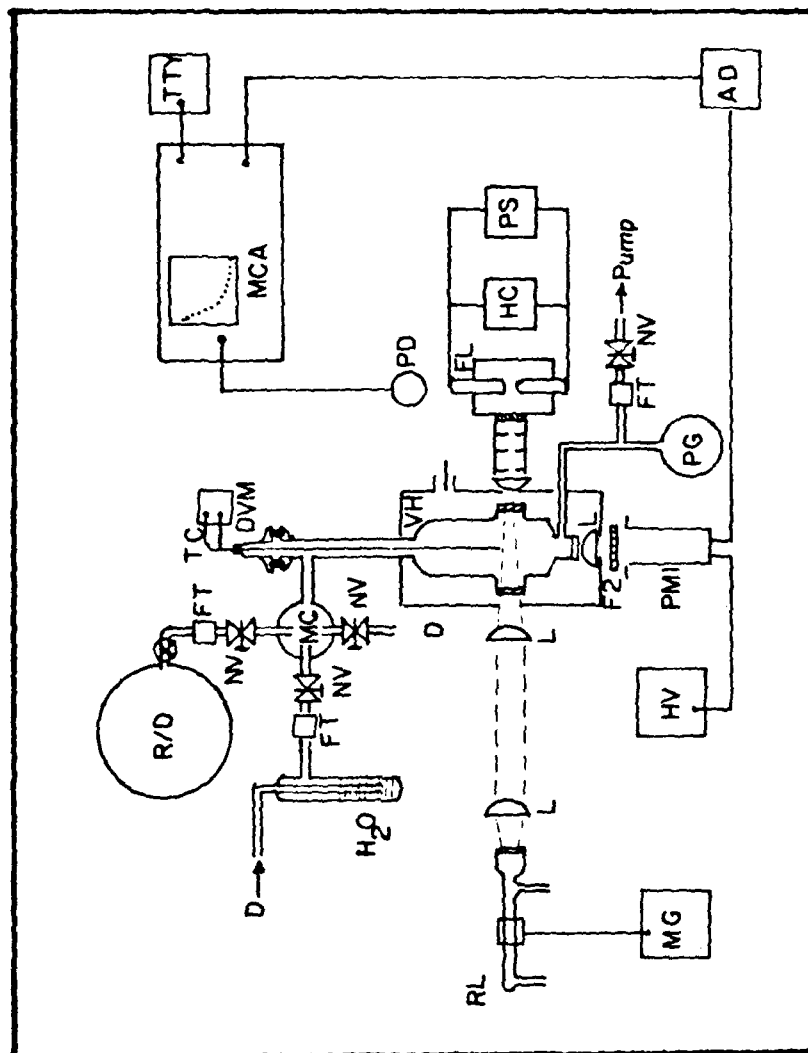 R/D
FT
TC
TTY
NV
DVM
D
H₂O
FT
NV
MC
NV
MCA
D
VH
PD
FL
RL
L
L
HC
PS
MG
F2
L
FT
NV
Pump
HV
PMI
PG
AD